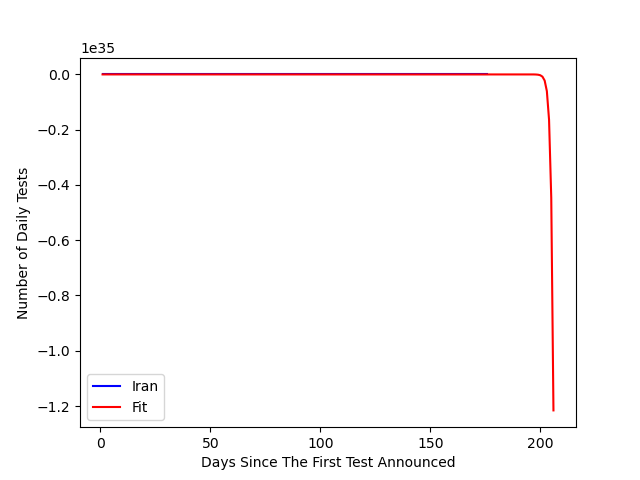 1e35
0.0
−0.2
−0.4
−0.6
−0.8
−1.0
−1.2
Number of Daily Tests
Iran
Fit
0 50 100 150 200
Days Since The First Test Announced